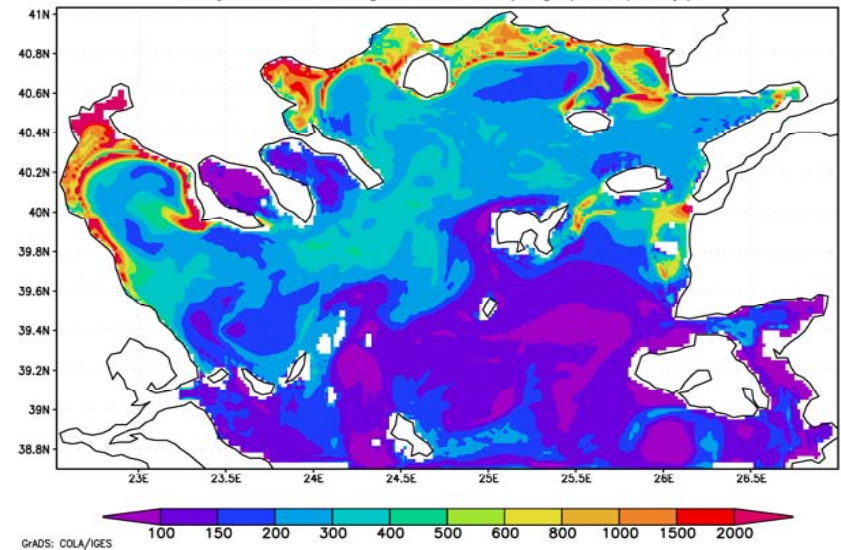 41N
40.8N
40.6N
40.4N
40.2N
40N
39.8N
39.6N
39.4N
39.2N
39N
38.8N
23E 23.5E 24E 24.5E 25E 25.5E 26E 26.5E
100 150 200 300 400 500 600 800 1000 1500 2000
GrADS: COLA/IGES